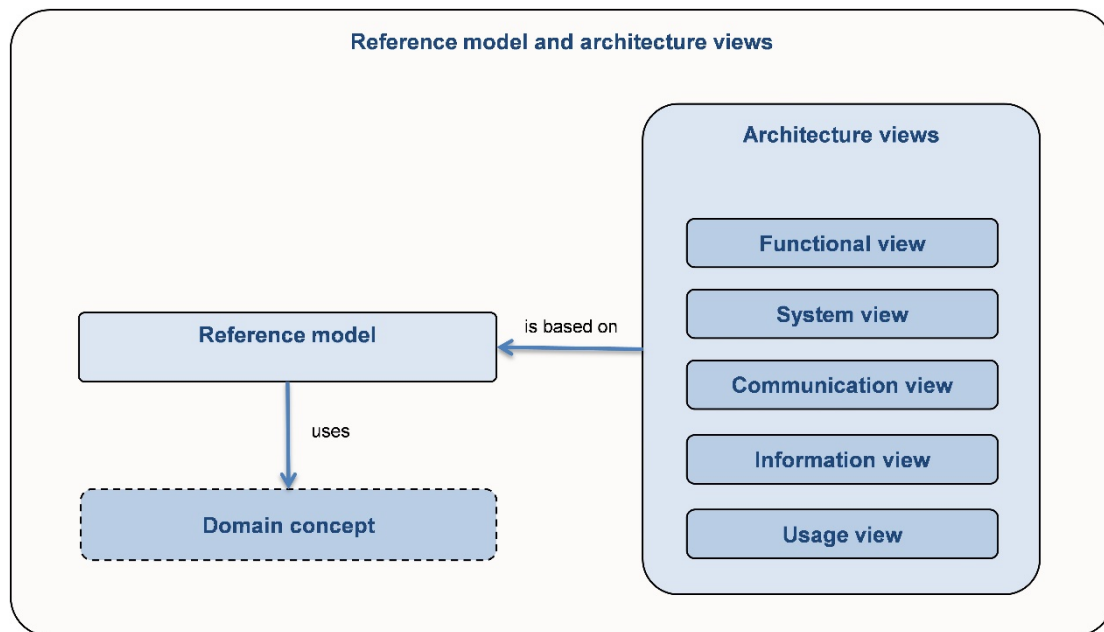 Reference model and architecture views
Architecture views
Functional view
System view
Communication view
Information view
Usage view
is based on
Reference model
uses
Domain concept